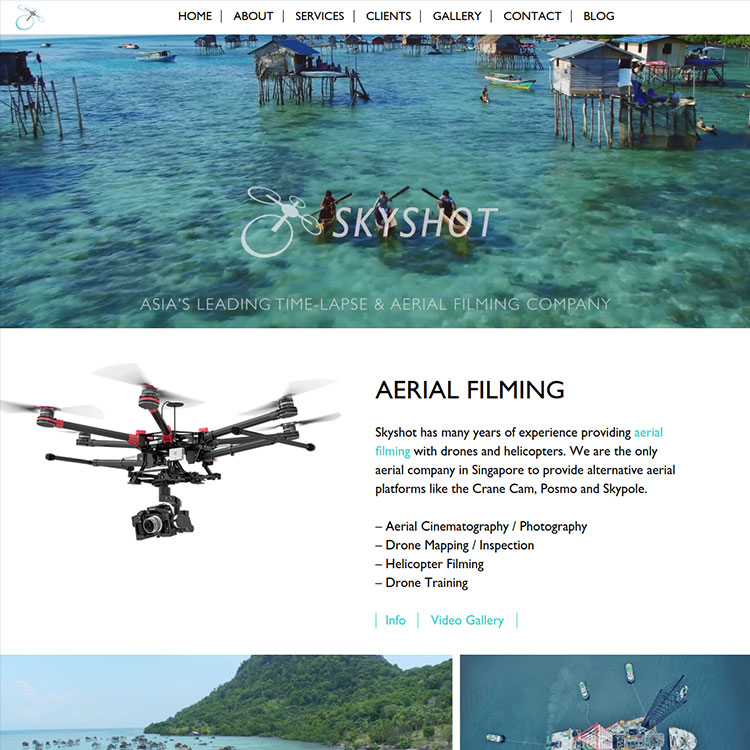 HOME | ABOUT | SERVICES | CLIENTS | GALLERY | CONTACT | BLOG
SKYSHOT
ASIA'S LEADING TIME-LAPSE & AERIAL FILMING COMPANY
AERIAL FILMING
Skyshot has many years of experience providing aerial
filming with drones and helicopters. We are the only
aerial company in Singapore to provide alternative aerial
platforms like the Crane Cam, Posmo and Skypole.
– Aerial Cinematography / Photography
– Drone Mapping / Inspection
– Helicopter Filming
– Drone Training
| Info | Video Gallery |